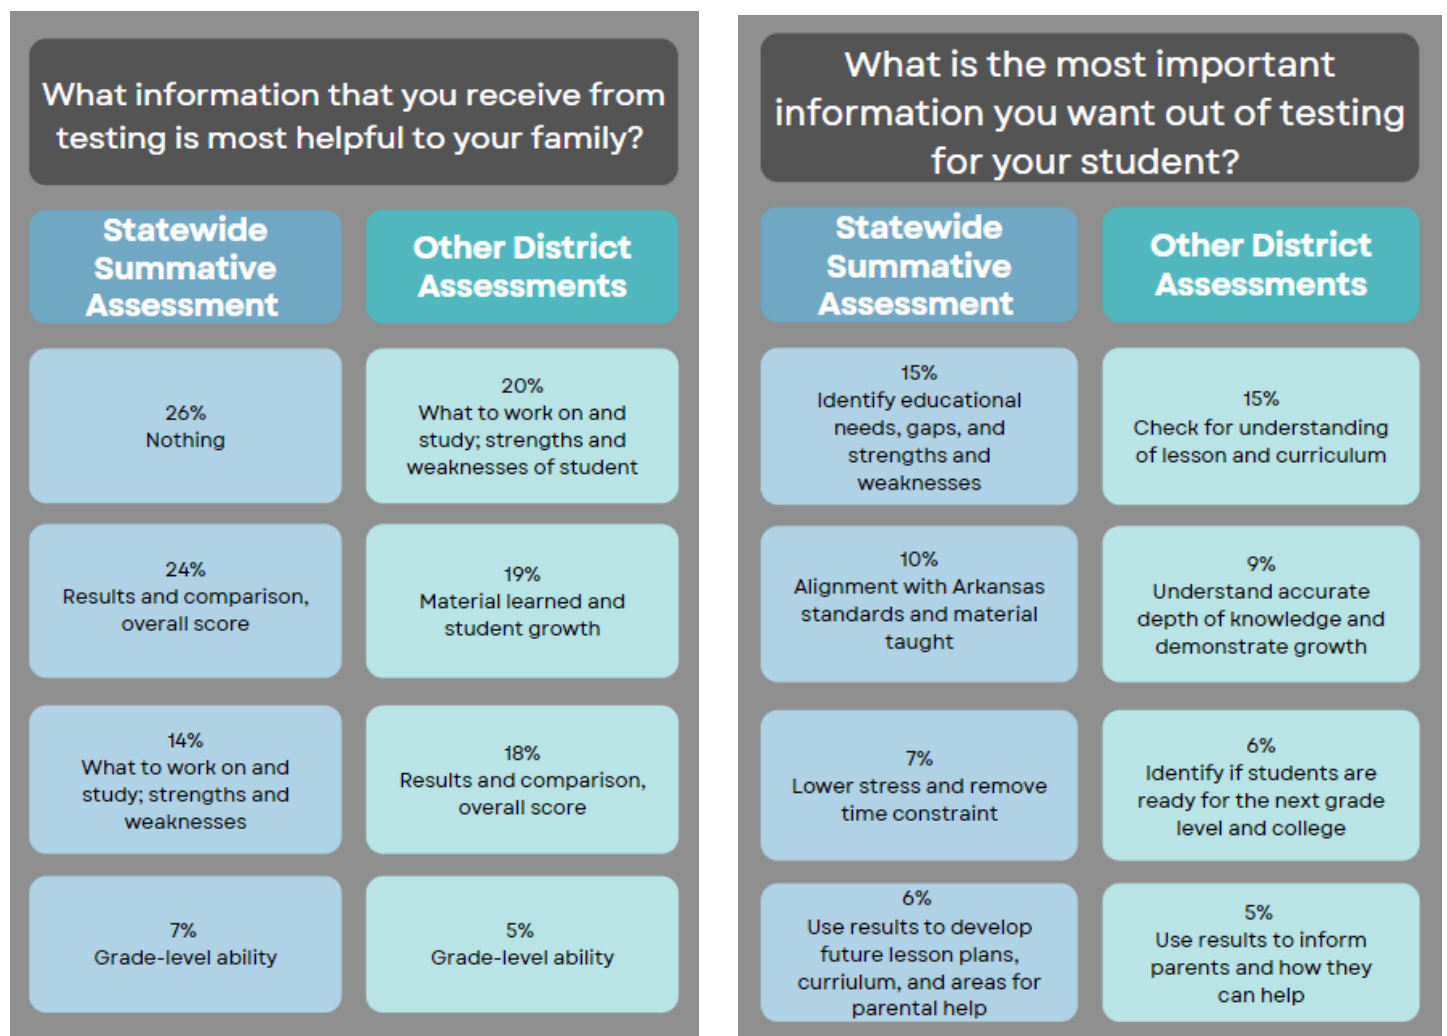 What information that you receive from
testing is most helpful to your family?
Statewide
Summative
Assessment
Other District
Assessments
26%
Nothing
20%
What to work on and
study; strengths and
weaknesses of student
24%
Results and comparison,
overall score
19%
Material learned and
student growth
14%
What to work on and
study; strengths and
weaknesses
18%
Results and comparison,
overall score
7%
Grade-level ability
5%
Grade-level ability
What is the most important
information you want out of testing
for your student?
Statewide
Summative
Assessment
Other District
Assessments
15%
Identify educational
needs, gaps, and
strengths and
weaknesses
15%
Check for understanding
of lesson and curriculum
10%
Alignment with Arkansas
standards and material
taught
9%
Understand accurate
depth of knowledge and
demonstrate growth
7%
Lower stress and remove
time constraint
6%
Identify if students are
ready for the next grade
level and college
6%
Use results to develop
future lesson plans,
curriulum, and areas for
parental help
5%
Use results to inform
parents and how they
can help